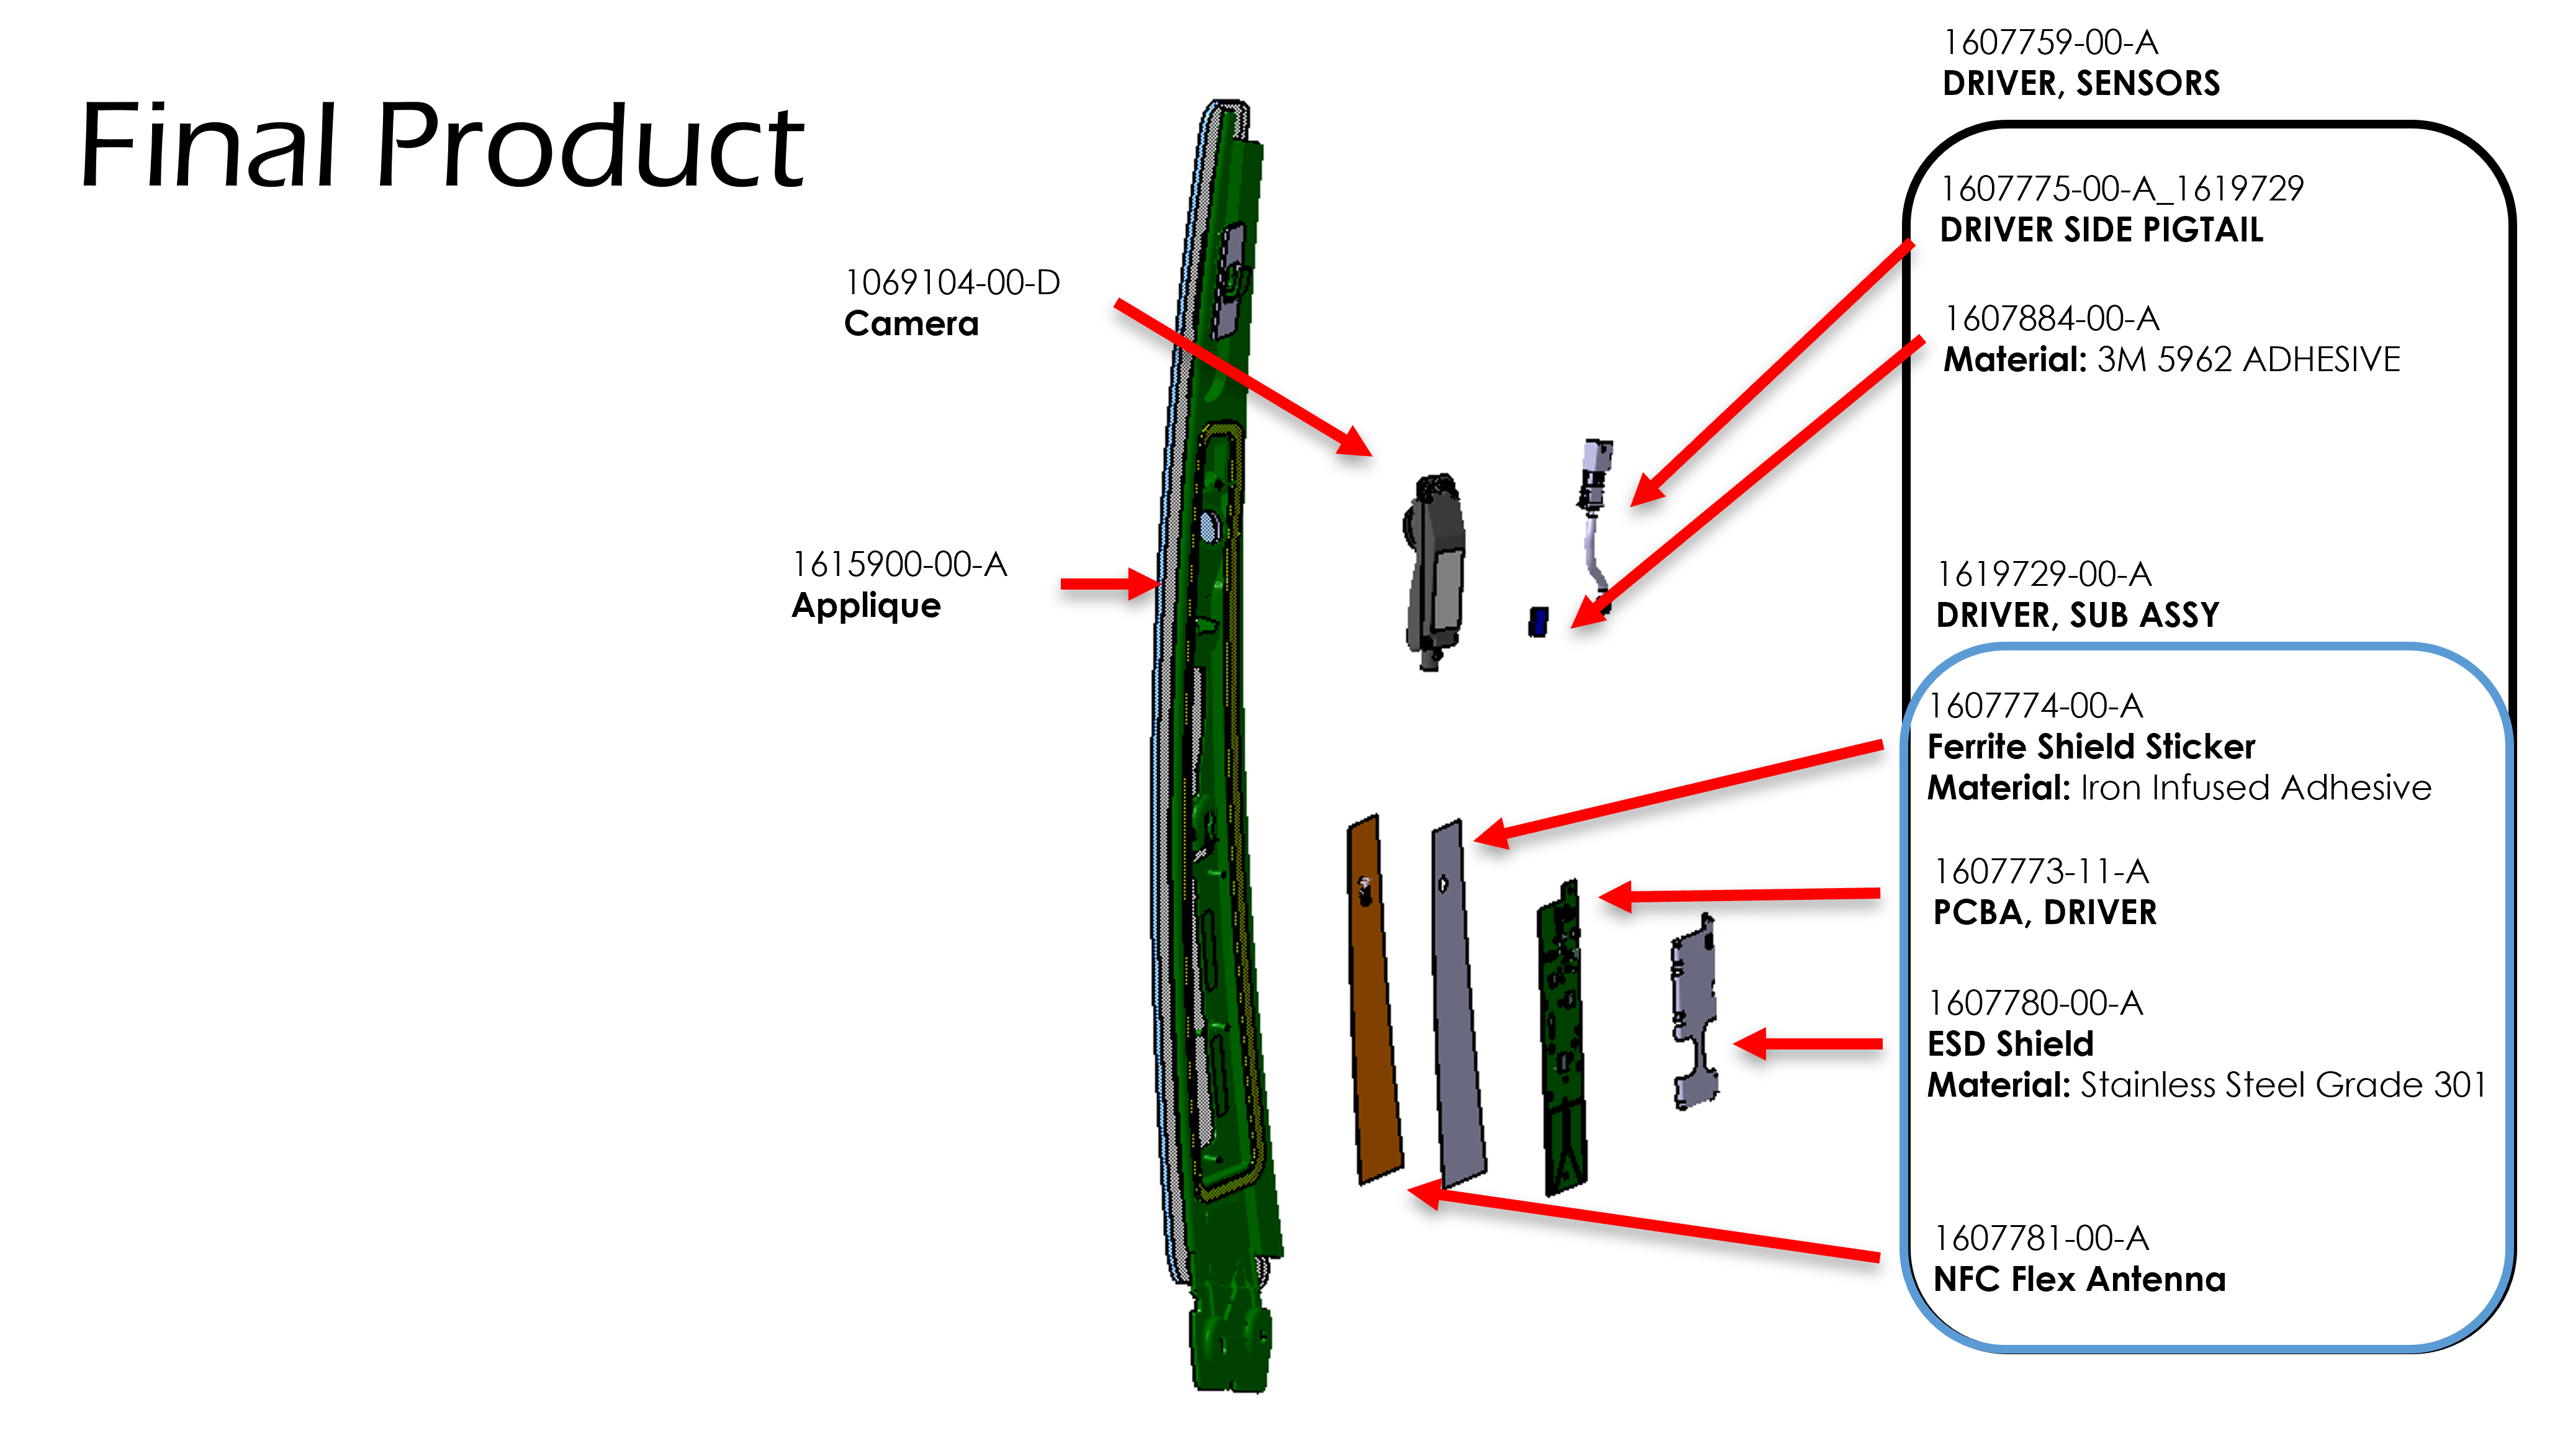 Final Product
1069104-00-D
Camera
1615900-00-A
Applique
1607759-00-A
DRIVER, SENSORS
1607775-00-A_1619729
DRIVER SIDE PIGTAIL
1607884-00-A
Material: 3M 5962 ADHESIVE
1619729-00-A
DRIVER, SUB ASSY
1607774-00-A
Ferrite Shield Sticker
Material: Iron Infused Adhesive
1607773-11-A
PCBA, DRIVER
1607780-00-A
ESD Shield
Material: Stainless Steel Grade 301
1607781-00-A
NFC Flex Antenna